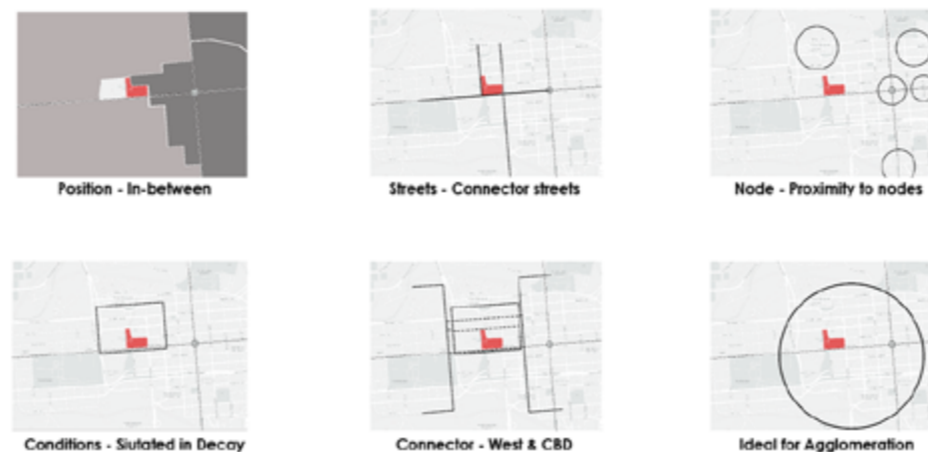 Position - In-between
Streets - Connector streets
Node - Proximity to nodes
Conditions - Siutated in Decay
Connector - West & CBD
Ideal for Agglomeration